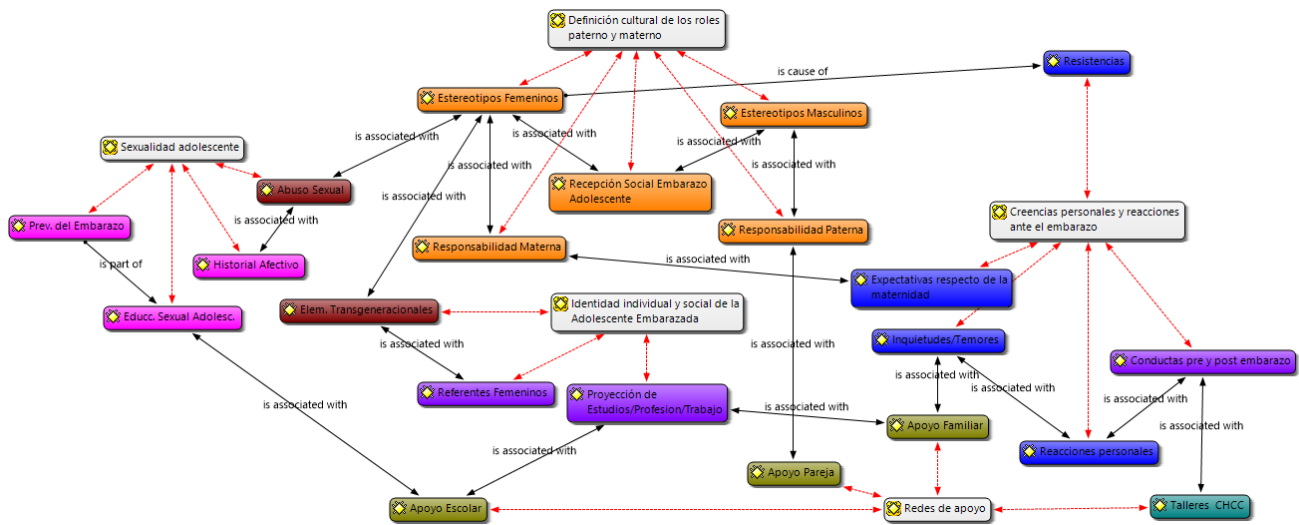 Definición cultural de los roles
paterno y materno
is cause of
Resistencias
Estereotipos Femeninos
Estereotipos Masculinos
is associated with
Sexualidad adolescente
is associated with
is associated with
is associated with
is associated with
Abuso Sexual
Recepción Social Embarazo
Adolescente
is associated with
Creencias personales y reacciones
ante el embarazo
Prev. del Embarazo
is associated with
Responsabilidad Materna
Responsabilidad Paterna
is part of
Historial Afectivo
is associated with
Expectativas respecto de la
maternidad
Educc. Sexual Adolesc.
Elem. Transgeneracionales
Identidad individual y social de la
Adolescente Embarazada
is associated with
is associated with
Inquietudes/Temores
Conductas pre y post embarazo
is associated with
is associated with
Referentes Femeninos
Proyección de
Estudios/Profesion/Trabajo
is associated with
is associated with
is associated with
Apoyo Familiar
is associated with
is associated with
Reacciones personales
Apoyo Pareja
Apoyo Escolar
Redes de apoyo
Talleres CHCC